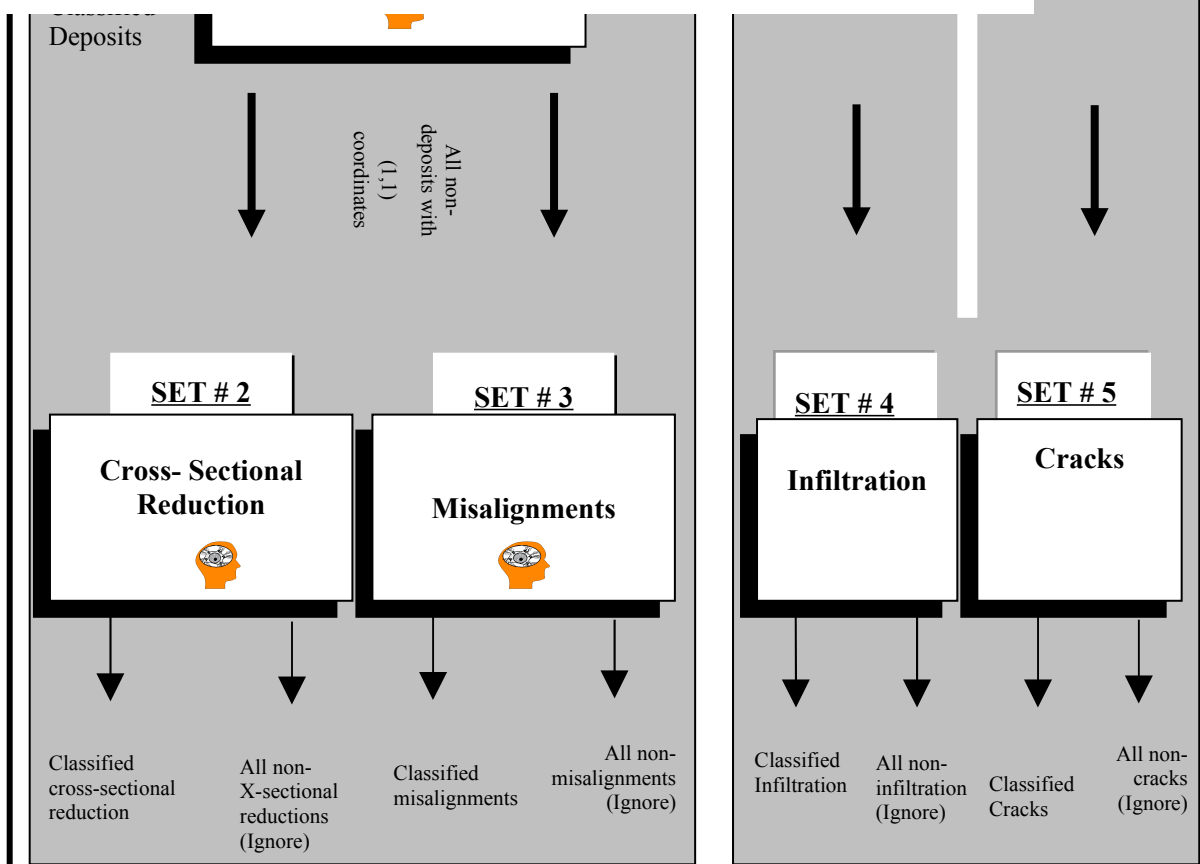 Classified
Deposits
All non-
deposits with
(1,1)
coordinates
SET # 2
Cross- Sectional
Reduction
SET # 3
Misalignments
SET # 4
Infiltration
SET # 5
Cracks
Classified
cross-sectional
reduction
All non-
X-sectional
reductions
(Ignore)
Classified
misalignments
All non-
misalignments
(Ignore)
Classified
Infiltration
All non-
infiltration
(Ignore)
Classified
Cracks
All non-
cracks
(Ignore)